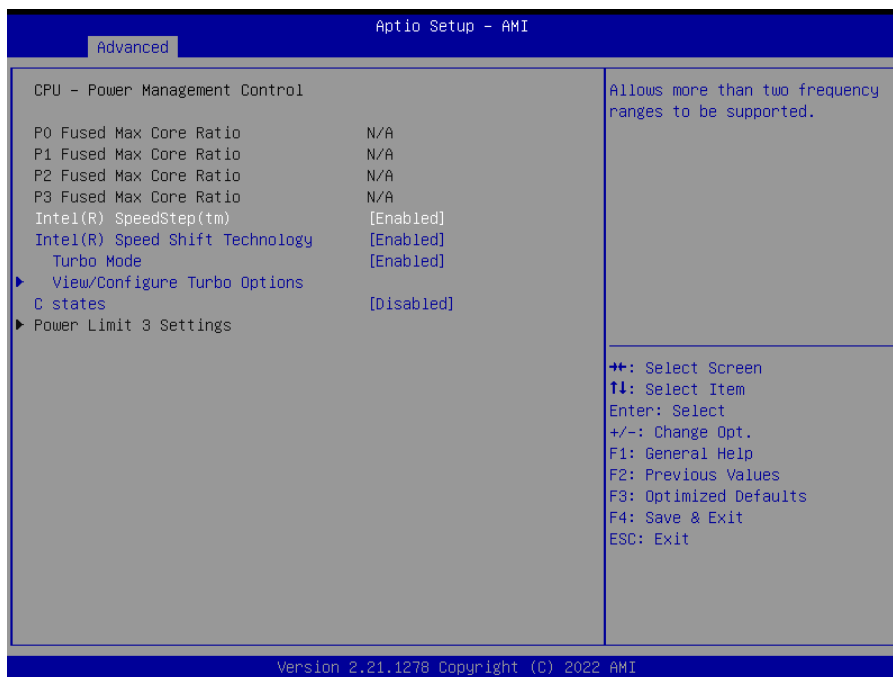 Aptio Setup – AMI
Advanced
CPU – Power Management Control
P0 Fused Max Core Ratio N/A
P1 Fused Max Core Ratio N/A
P2 Fused Max Core Ratio N/A
P3 Fused Max Core Ratio N/A
Intel(R) SpeedStep(tm) [Enabled]
Intel(R) Speed Shift Technology [Enabled]
Turbo Mode [Enabled]
View/Configure Turbo Options
C states [Disabled]
Power Limit 3 Settings
Allows more than two frequency
ranges to be supported.
→←: Select Screen
↑↓: Select Item
Enter: Select
+/-: Change Opt.
F1: General Help
F2: Previous Values
F3: Optimized Defaults
F4: Save & Exit
ESC: Exit
Version 2.21.1278 Copyright (C) 2022 AMI